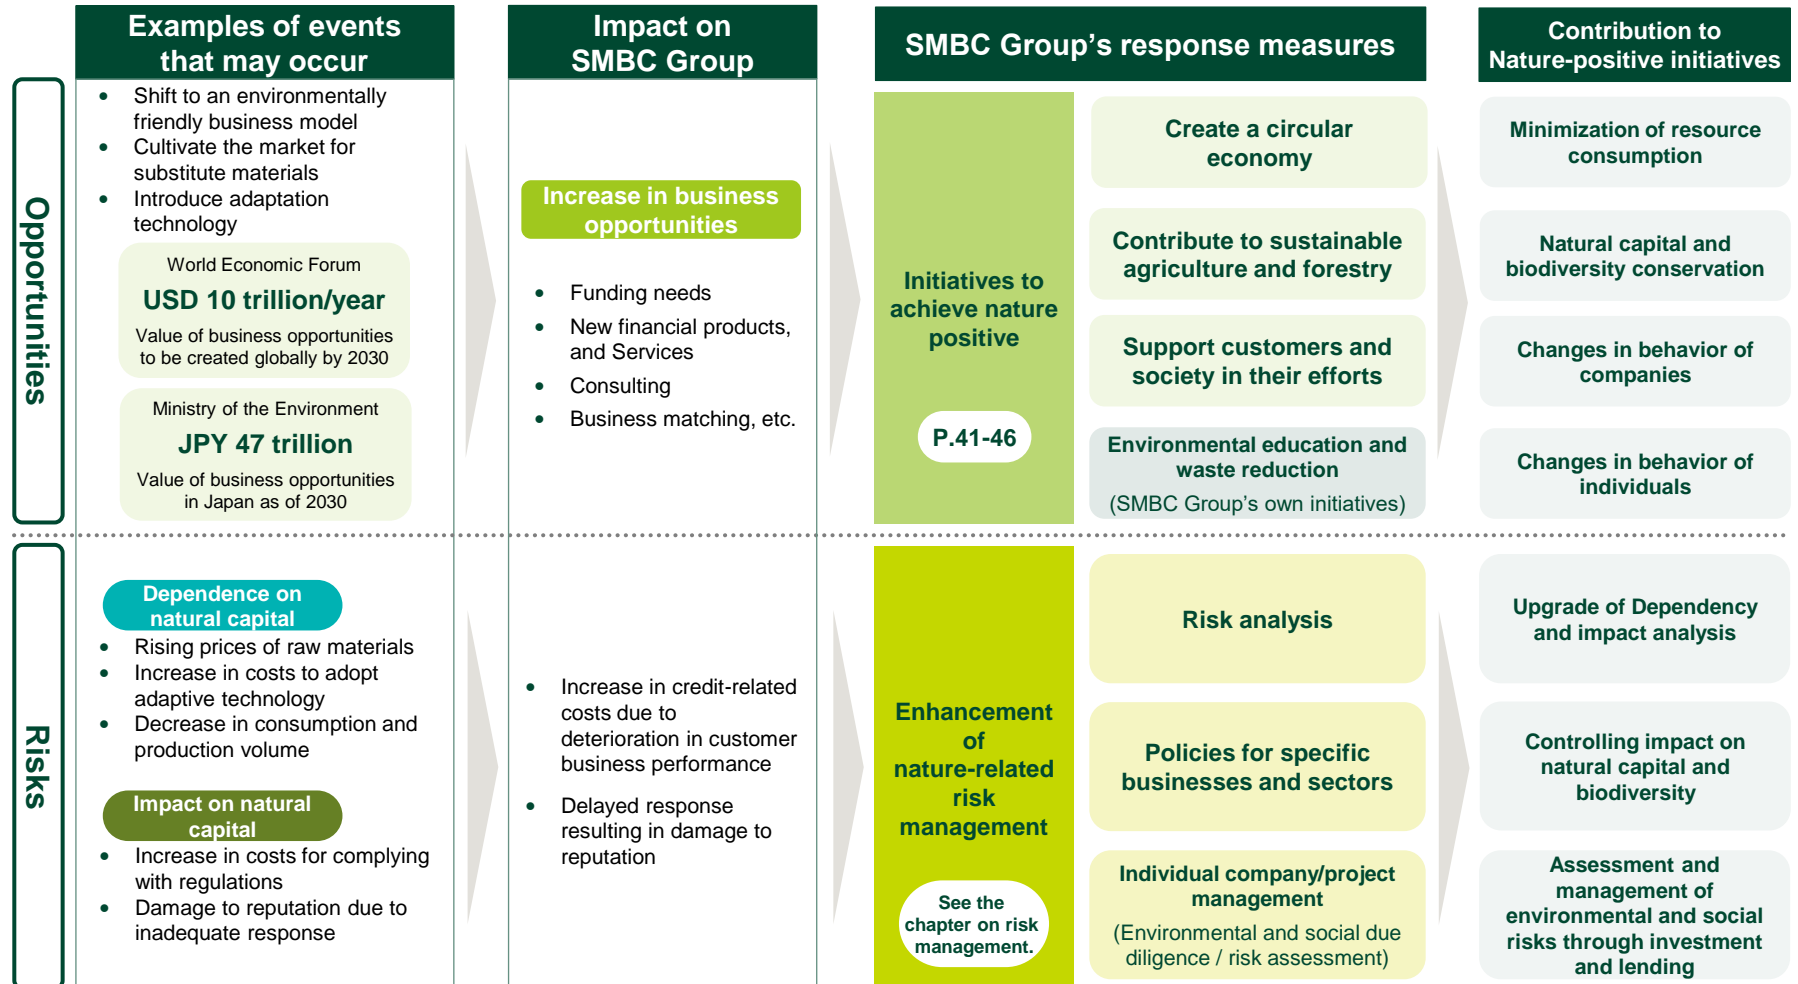 Examples of events
that may occur
Impact on
SMBC Group
SMBC Group's response measures
Contribution to
Nature-positive initiatives
Opportunities
• Shift to an environmentally
friendly business model
• Cultivate the market for
substitute materials
• Introduce adaptation
technology
World Economic Forum
USD 10 trillion/year
Value of business opportunities
to be created globally by 2030
Ministry of the Environment
JPY 47 trillion
Value of business opportunities
in Japan as of 2030
Increase in business
opportunities
• Funding needs
• New financial products,
and Services
• Consulting
• Business matching, etc.
Initiatives to
achieve nature
positive
P.41-46
Create a circular
economy
Contribute to sustainable
agriculture and forestry
Support customers and
society in their efforts
Environmental education and
waste reduction
(SMBC Group's own initiatives)
Minimization of resource
consumption
Natural capital and
biodiversity conservation
Changes in behavior of
companies
Changes in behavior of
individuals
Risks
Dependence on
natural capital
• Rising prices of raw materials
• Increase in costs to adopt
adaptive technology
• Decrease in consumption and
production volume
Impact on natural
capital
• Increase in costs for complying
with regulations
• Damage to reputation due to
inadequate response
• Increase in credit-related
costs due to
deterioration in customer
business performance
• Delayed response
resulting in damage to
reputation
Enhancement
of
nature-related
risk
management
See the
chapter on risk
management.
Risk analysis
Policies for specific
businesses and sectors
Individual company/project
management
(Environmental and social due
diligence / risk assessment)
Upgrade of Dependency
and impact analysis
Controlling impact on
natural capital and
biodiversity
Assessment and
management of
environmental and social
risks through investment
and lending